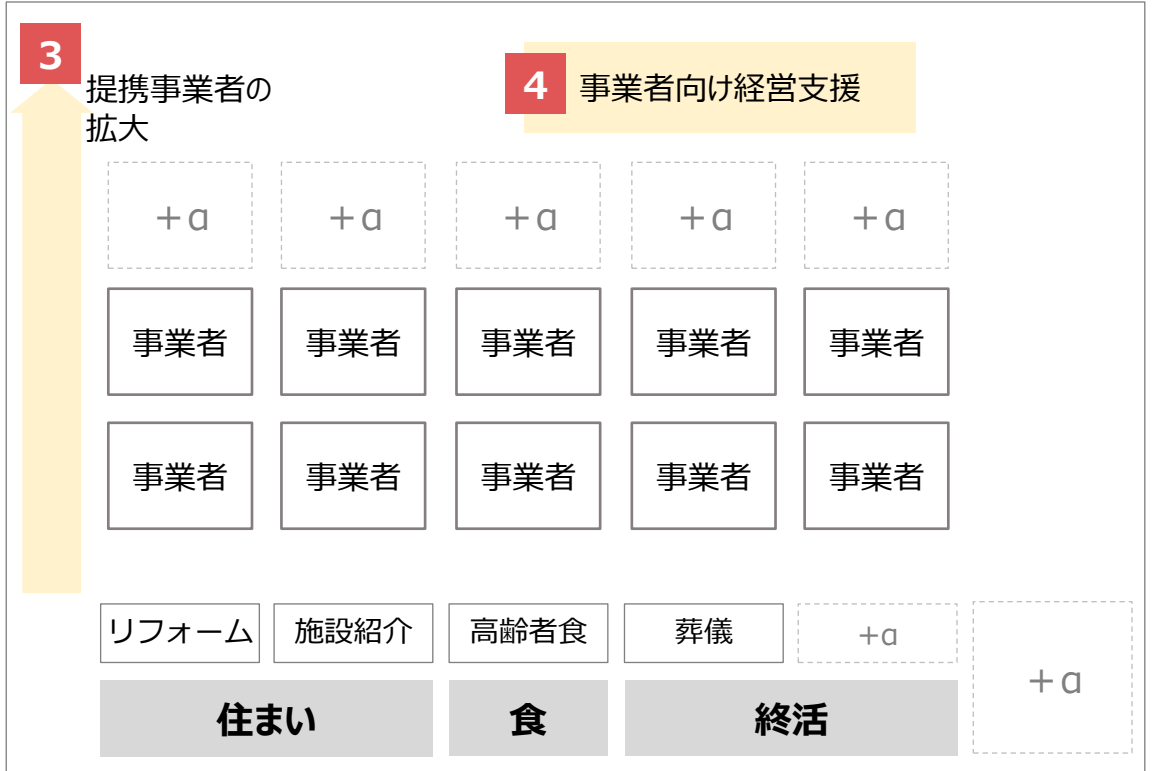 3
提携事業者の
拡大
4 事業者向け経営支援
+α +α +α +α +α
事業者 事業者 事業者 事業者 事業者
事業者 事業者 事業者 事業者 事業者
リフォーム 施設紹介 高齢者食 葬儀 +α
+α
住まい 食 終活